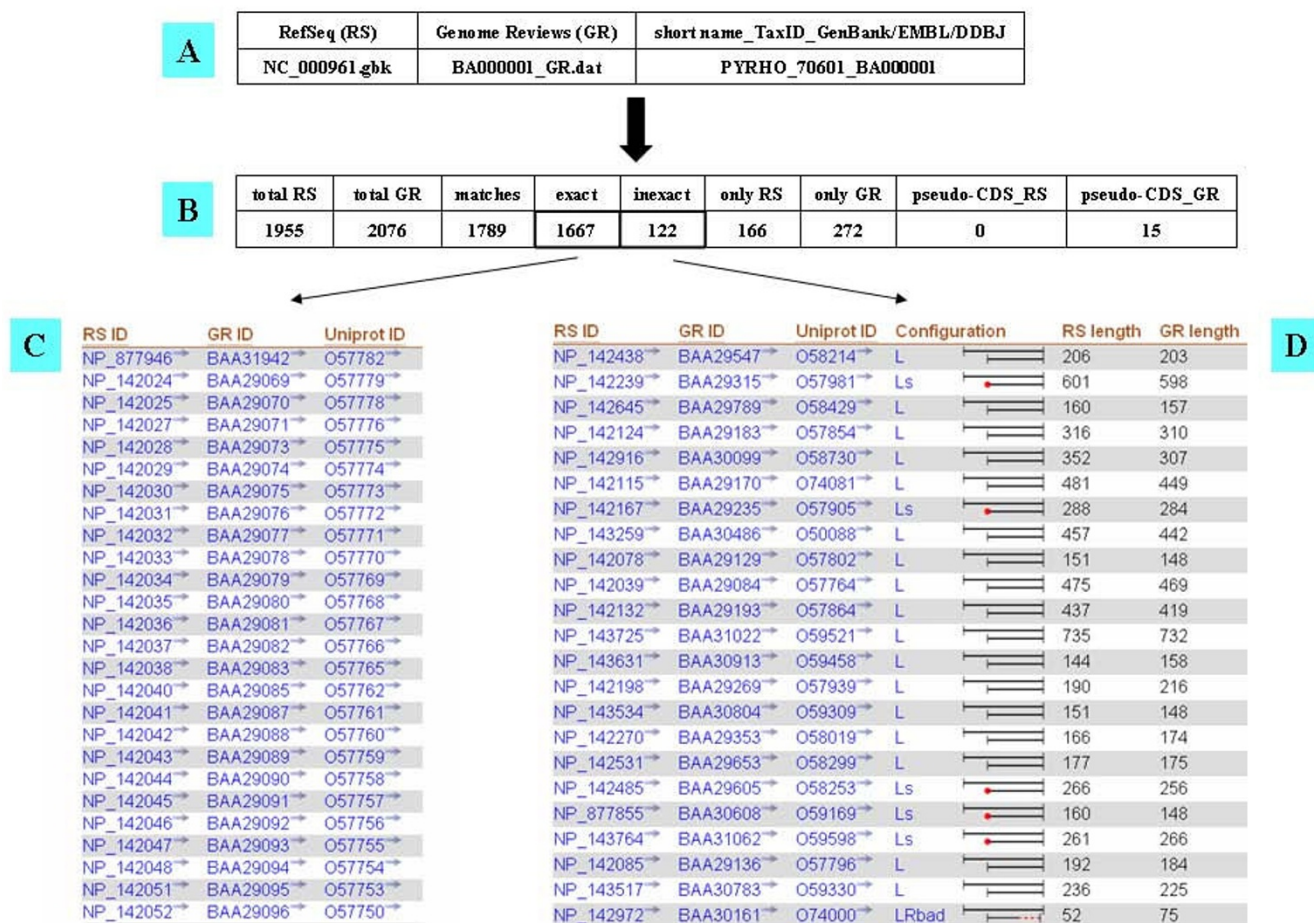 A
RefSeq (RS) Genome Reviews (GR) short name_TaxID_GenBank/EMBL/DDBJ
NC_000961.gbk BA000001_GR.dat PYRHO_70601_BA000001
B
total RS total GR matches exact inexact only RS only GR pseudo-CDS_RS pseudo-CDS_GR
1955 2076 1789 1667 122 166 272 0 15
C
RS ID GR ID Uniprot ID
NP_877946 BAA31942 O57782
NP_142024 BAA29069 O57779
NP_142025 BAA29070 O57778
NP_142027 BAA29071 O57776
NP_142028 BAA29073 O57775
NP_142029 BAA29074 O57774
NP_142030 BAA29075 O57773
NP_142031 BAA29076 O57772
NP_142032 BAA29077 O57771
NP_142033 BAA29078 O57770
NP_142034 BAA29079 O57769
NP_142035 BAA29080 O57768
NP_142036 BAA29081 O57767
NP_142037 BAA29082 O57766
NP_142038 BAA29083 O57765
NP_142040 BAA29085 O57762
NP_142041 BAA29087 O57761
NP_142042 BAA29088 O57760
NP_142043 BAA29089 O57759
NP_142044 BAA29090 O57758
NP_142045 BAA29091 O57757
NP_142046 BAA29092 O57756
NP_142047 BAA29093 O57755
NP_142048 BAA29094 O57754
NP_142051 BAA29095 O57753
NP_142052 BAA29096 O57750
D
RS ID GR ID Uniprot ID Configuration RS length GR length
NP_142438 BAA29547 O58214 L 206 203
NP_142239 BAA29315 O57981 Ls 601 598
NP_142645 BAA29789 O58429 L 160 157
NP_142124 BAA29183 O57854 L 316 310
NP_142916 BAA30099 O58730 L 352 307
NP_142115 BAA29170 O74081 L 481 449
NP_142167 BAA29235 O57905 Ls 288 284
NP_143259 BAA30486 O50088 L 457 442
NP_142078 BAA29129 O57802 L 151 148
NP_142039 BAA29084 O57764 L 475 469
NP_142132 BAA29193 O57864 L 437 419
NP_143725 BAA31022 O59521 L 735 732
NP_143631 BAA30913 O59458 L 144 158
NP_142198 BAA29269 O57939 L 190 216
NP_143534 BAA30804 O59309 L 151 148
NP_142270 BAA29353 O58019 L 166 174
NP_142531 BAA29653 O58299 L 177 175
NP_142485 BAA29605 O58253 Ls 266 256
NP_877855 BAA30608 O59169 Ls 160 148
NP_143764 BAA31062 O59598 Ls 261 266
NP_142085 BAA29136 O57796 L 192 184
NP_143517 BAA30783 O59330 L 236 225
NP_142972 BAA30161 O74000 LRbad 52 75